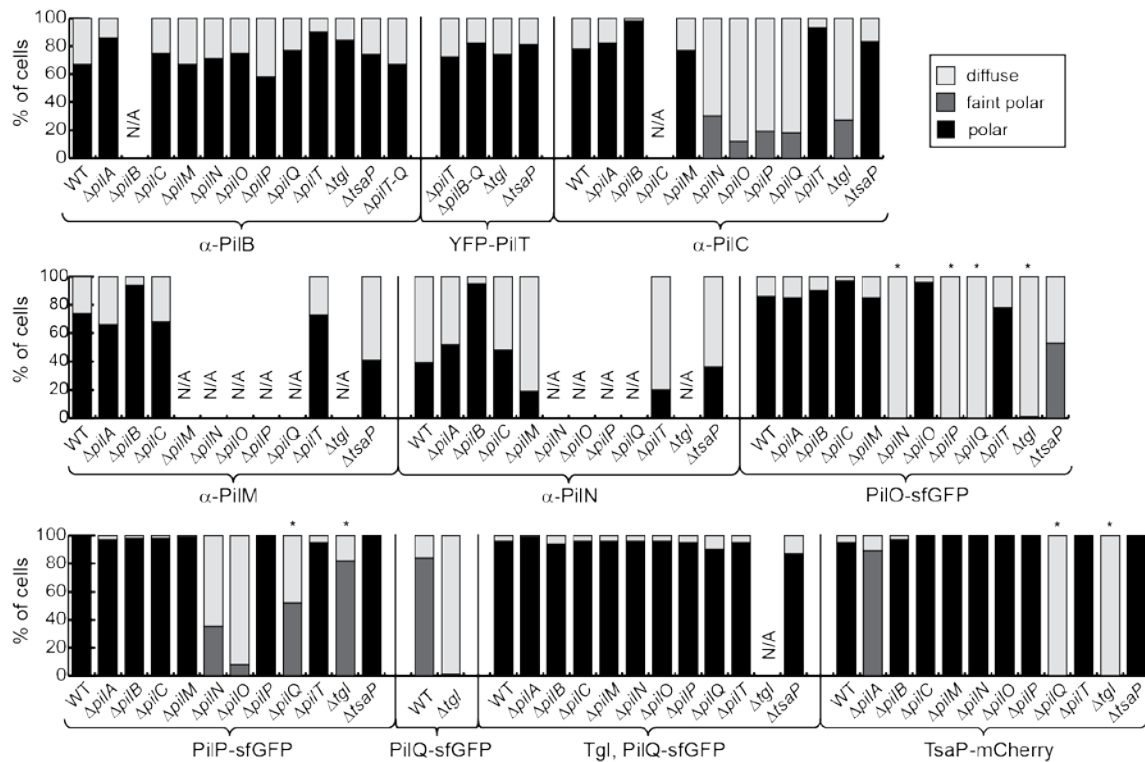 100
80
60
40
20
0
% of cells
N/A
N/A
diffuse
faint polar
polar
WT ΔpilA ΔpilB ΔpilC ΔpilM ΔpilN ΔpilO ΔpilP ΔpilQ ΔpilT Δtgl ΔtsaP ΔpilT-Q
ΔpilT ΔpilB-Q Δtgl ΔtsaP
WT ΔpilA ΔpilB ΔpilC ΔpilM ΔpilN ΔpilO ΔpilP ΔpilQ ΔpilT Δtgl ΔtsaP
α-PilB YFP-PilT α-PilC
* * * *
100
80
60
40
20
0
% of cells
N/A N/A N/A N/A N/A N/A
N/A N/A N/A N/A N/A
WT ΔpilA ΔpilB ΔpilC ΔpilM ΔpilN ΔpilO ΔpilP ΔpilQ ΔpilT Δtgl ΔtsaP
WT ΔpilA ΔpilB ΔpilC ΔpilM ΔpilN ΔpilO ΔpilP ΔpilQ ΔpilT Δtgl ΔtsaP
WT ΔpilA ΔpilB ΔpilC ΔpilM ΔpilN ΔpilO ΔpilP ΔpilQ ΔpilT Δtgl ΔtsaP
α-PilM α-PilN PilO-sfGFP
* * * *
100
80
60
40
20
0
% of cells
N/A
WT ΔpilA ΔpilB ΔpilC ΔpilM ΔpilN ΔpilO ΔpilP ΔpilQ ΔpilT Δtgl ΔtsaP
WT Δtgl
WT ΔpilA ΔpilB ΔpilC ΔpilM ΔpilN ΔpilO ΔpilP ΔpilQ ΔpilT Δtgl ΔtsaP
WT ΔpilA ΔpilB ΔpilC ΔpilM ΔpilN ΔpilO ΔpilP ΔpilQ ΔpilT Δtgl ΔtsaP
PilP-sfGFP PilQ-sfGFP Tgl, PilQ-sfGFP TsaP-mCherry